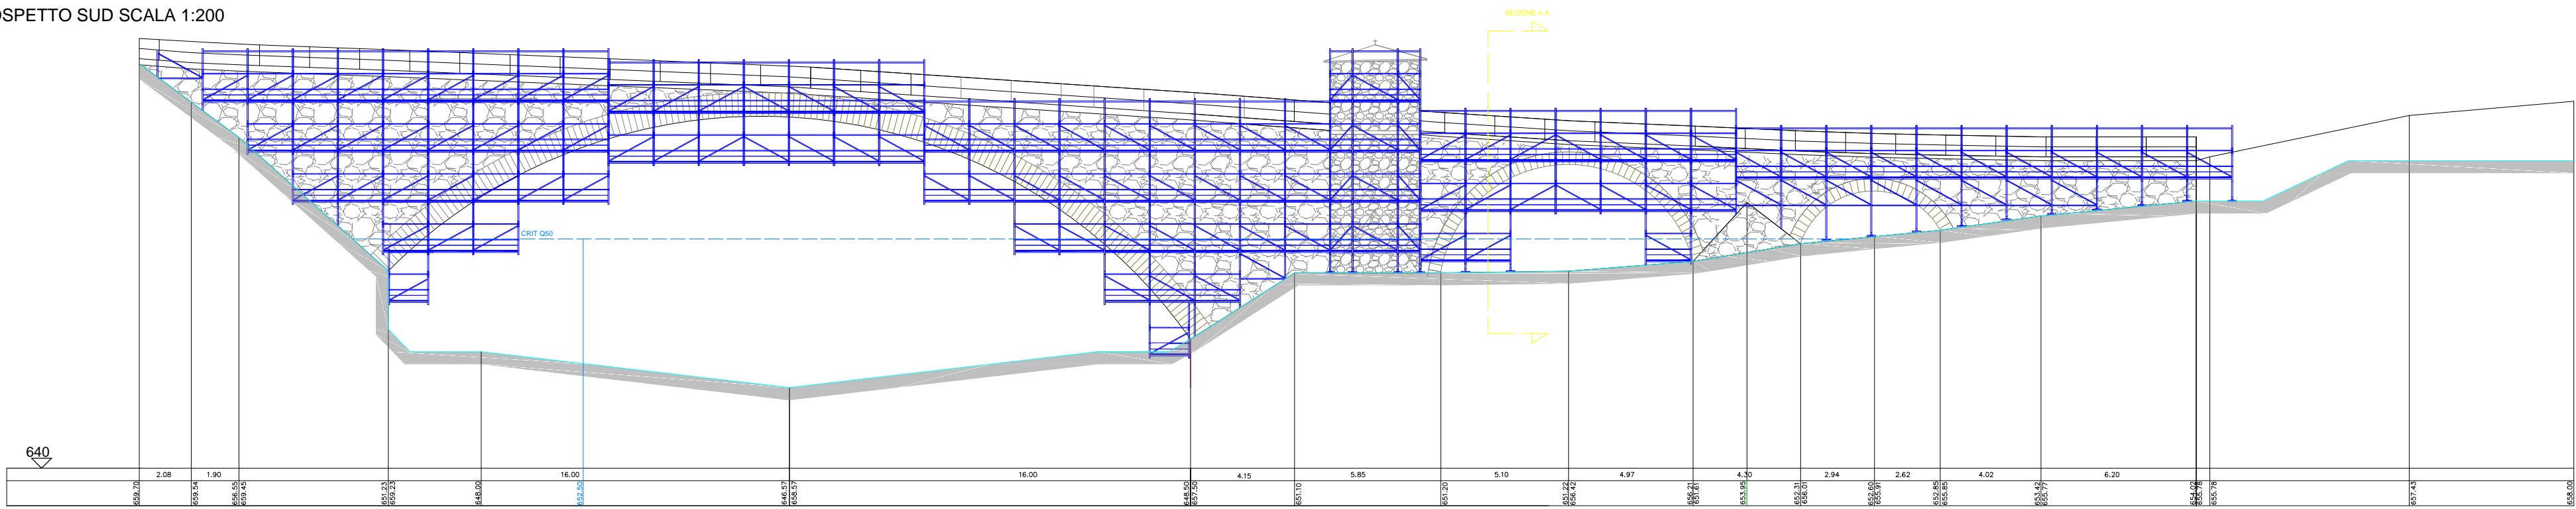 OSPETTO SUD SCALA 1:200
SEZIONE A-A
CRIT Q50
640
2.08 1.90 16.00 16.00 4.15 5.85 5.10 4.97 4.30 2.94 2.62 4.02 6.20
659.70 659.54 656.55 659.45 651.23 659.23 648.00 652.50 646.57 658.57 648.50 657.50 651.10 651.20 651.22 656.42 656.21 651.61 653.95 652.31 656.01 652.60 655.91 652.85 655.85 653.42 655.77 654.02 655.78 655.78 657.43 658.00